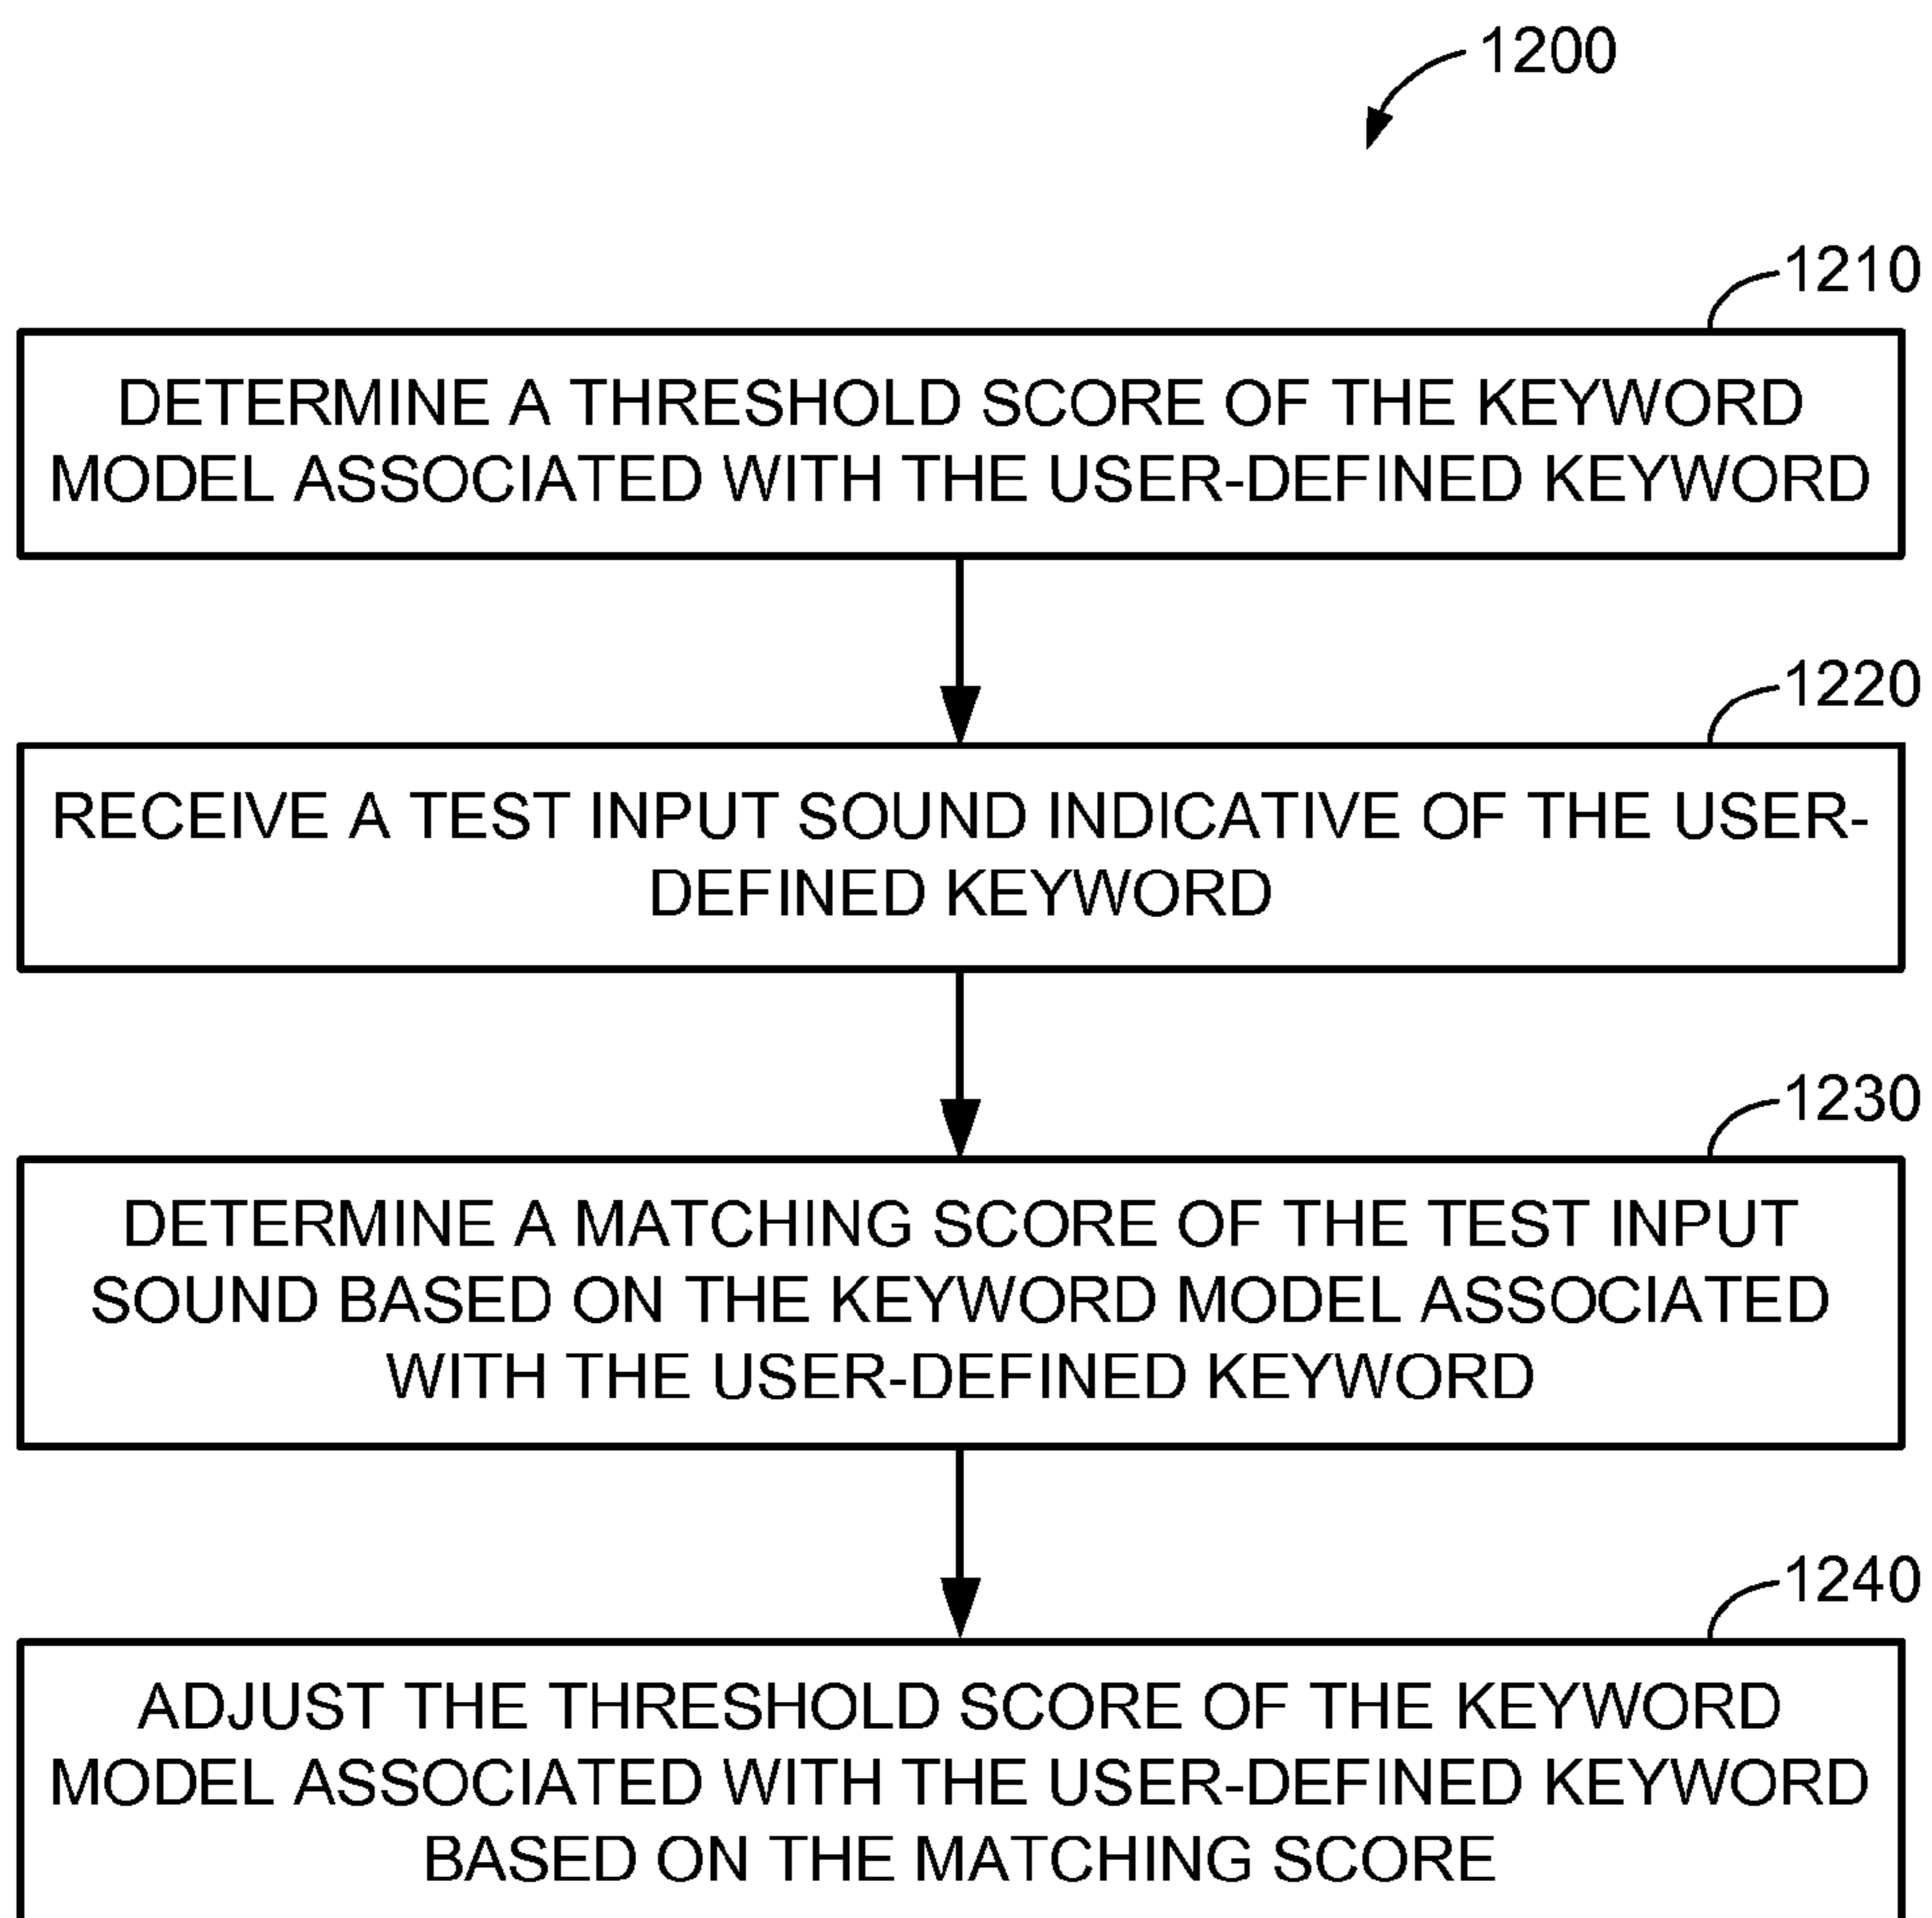 1200
1210
DETERMINE A THRESHOLD SCORE OF THE KEYWORD
MODEL ASSOCIATED WITH THE USER-DEFINED KEYWORD
1220
RECEIVE A TEST INPUT SOUND INDICATIVE OF THE USER-
DEFINED KEYWORD
1230
DETERMINE A MATCHING SCORE OF THE TEST INPUT
SOUND BASED ON THE KEYWORD MODEL ASSOCIATED
WITH THE USER-DEFINED KEYWORD
1240
ADJUST THE THRESHOLD SCORE OF THE KEYWORD
MODEL ASSOCIATED WITH THE USER-DEFINED KEYWORD
BASED ON THE MATCHING SCORE